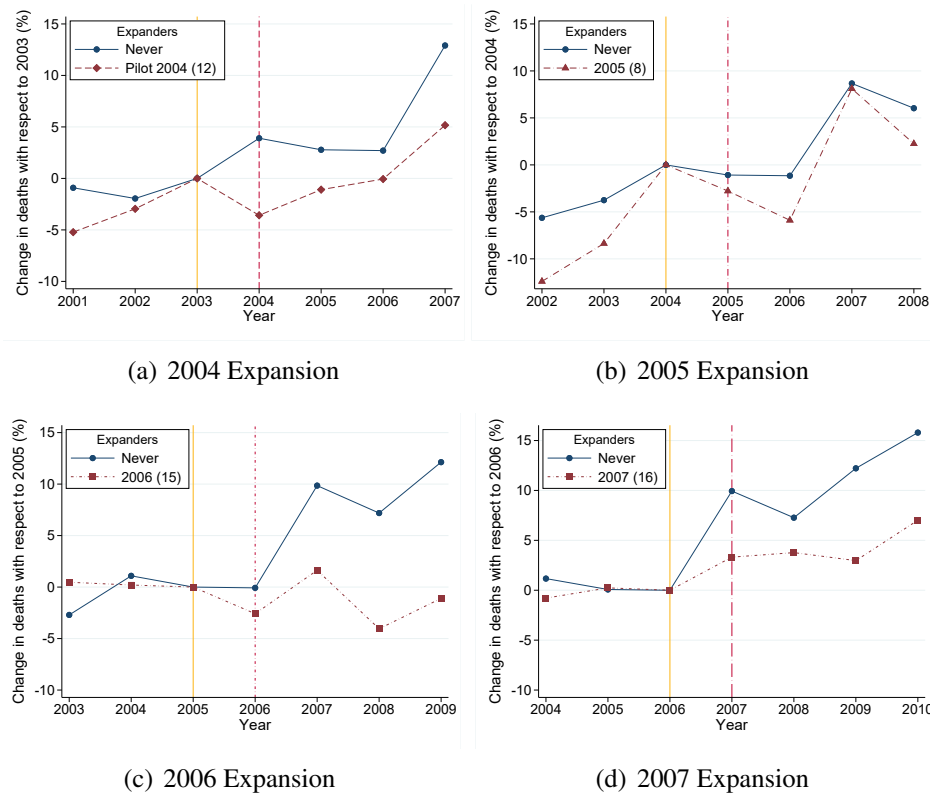 Change in deaths with respect to 2003 (%)
15
10
5
0
-5
-10
Expanders
Never
Pilot 2004 (12)
2001 2002 2003 2004 2005 2006 2007
Year
(a) 2004 Expansion
Change in deaths with respect to 2004 (%)
15
10
5
0
-5
-10
Expanders
Never
2005 (8)
2002 2003 2004 2005 2006 2007 2008
Year
(b) 2005 Expansion
Change in deaths with respect to 2005 (%)
15
10
5
0
-5
-10
Expanders
Never
2006 (15)
2003 2004 2005 2006 2007 2008 2009
Year
(c) 2006 Expansion
Change in deaths with respect to 2006 (%)
15
10
5
0
-5
-10
Expanders
Never
2007 (16)
2004 2005 2006 2007 2008 2009 2010
Year
(d) 2007 Expansion